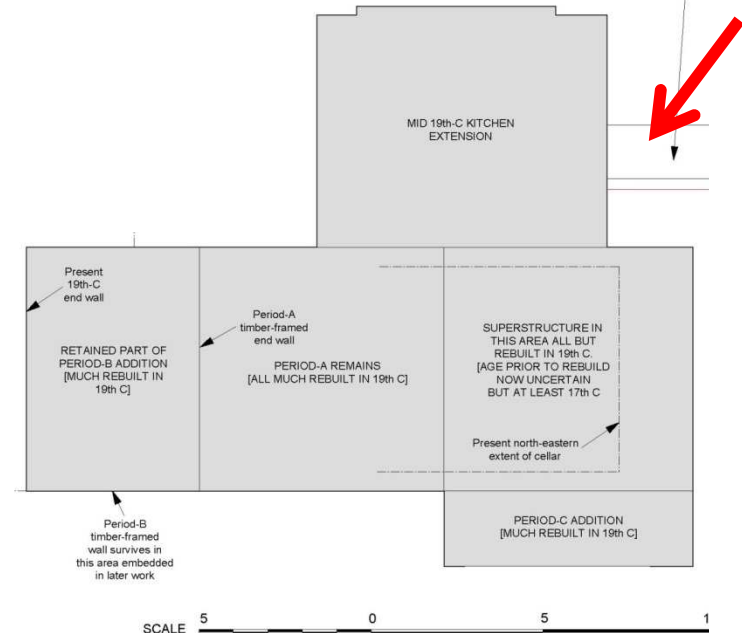 MID 19th-C KITCHEN
EXTENSION
Present
19th-C
end wall
Period-A
timber-framed
end wall
RETAINED PART OF
PERIOD-B ADDITION
[MUCH REBUILT IN
19th C]
PERIOD-A REMAINS
[ALL MUCH REBUILT IN 19th C]
SUPERSTRUCTURE IN
THIS AREA ALL BUT
REBUILT IN 19th C.
[AGE PRIOR TO REBUILD
NOW UNCERTAIN
BUT AT LEAST 17th C
Present north-eastern
extent of cellar
Period-B
timber-framed
wall survives in
this area embedded
in later work
PERIOD-C ADDITION
[MUCH REBUILT IN 19th C]
SCALE 5 0 5 1